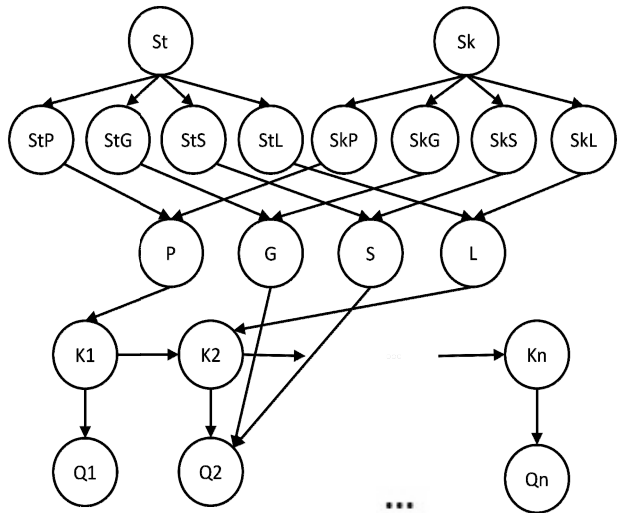 St Sk
StP StG StS StL SkP SkG SkS SkL
P G S L
K1 K2 ... Kn
Q1 Q2 Qn
...